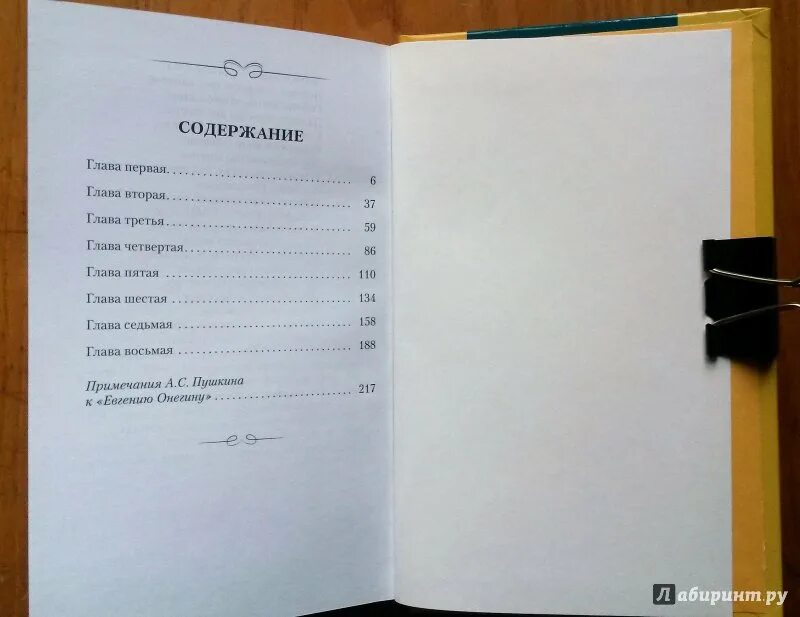 СОДЕРЖАНИЕ
Глава первая. . . . . . . . . . . . . . . . . . . . . . . . . . . . . . 6
Глава вторая. . . . . . . . . . . . . . . . . . . . . . . . . . . . . . 37
Глава третья . . . . . . . . . . . . . . . . . . . . . . . . . . . . . . 59
Глава четвертая. . . . . . . . . . . . . . . . . . . . . . . . . . . 86
Глава пятая . . . . . . . . . . . . . . . . . . . . . . . . . . . . . . 110
Глава шестая . . . . . . . . . . . . . . . . . . . . . . . . . . . . . 134
Глава седьмая . . . . . . . . . . . . . . . . . . . . . . . . . . . . 158
Глава восьмая . . . . . . . . . . . . . . . . . . . . . . . . . . . . 188
Примечания А.С. Пушкина
к «Евгению Онегину» . . . . . . . . . . . . . . . . . . . . . . 217
Лабиринт.ру